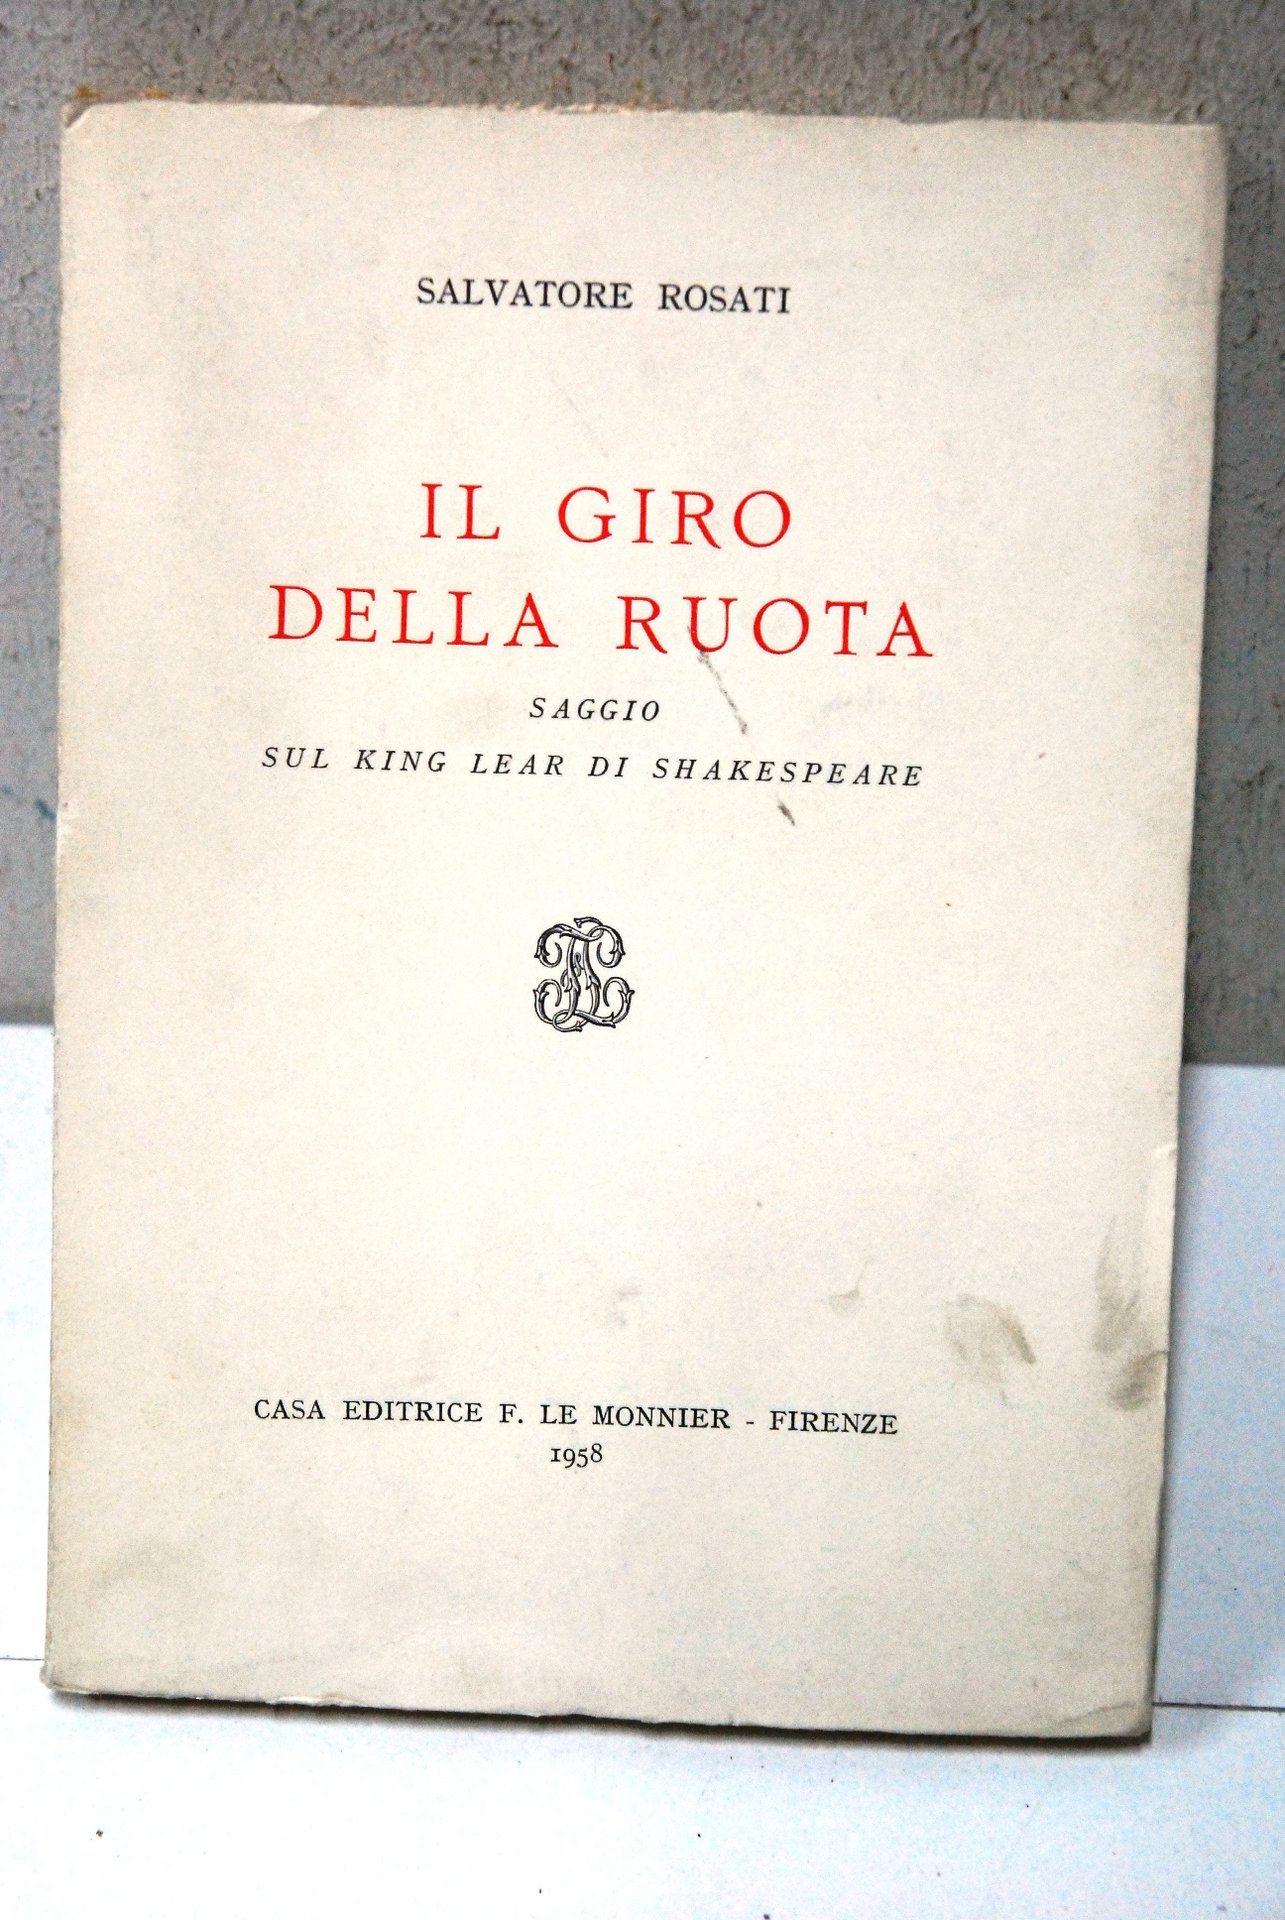 SALVATORE ROSATI
IL GIRO
DELLA RUOTA
SAGGIO
SUL KING LEAR DI SHAKESPEARE
CASA EDITRICE F. LE MONNIER - FIRENZE
1958